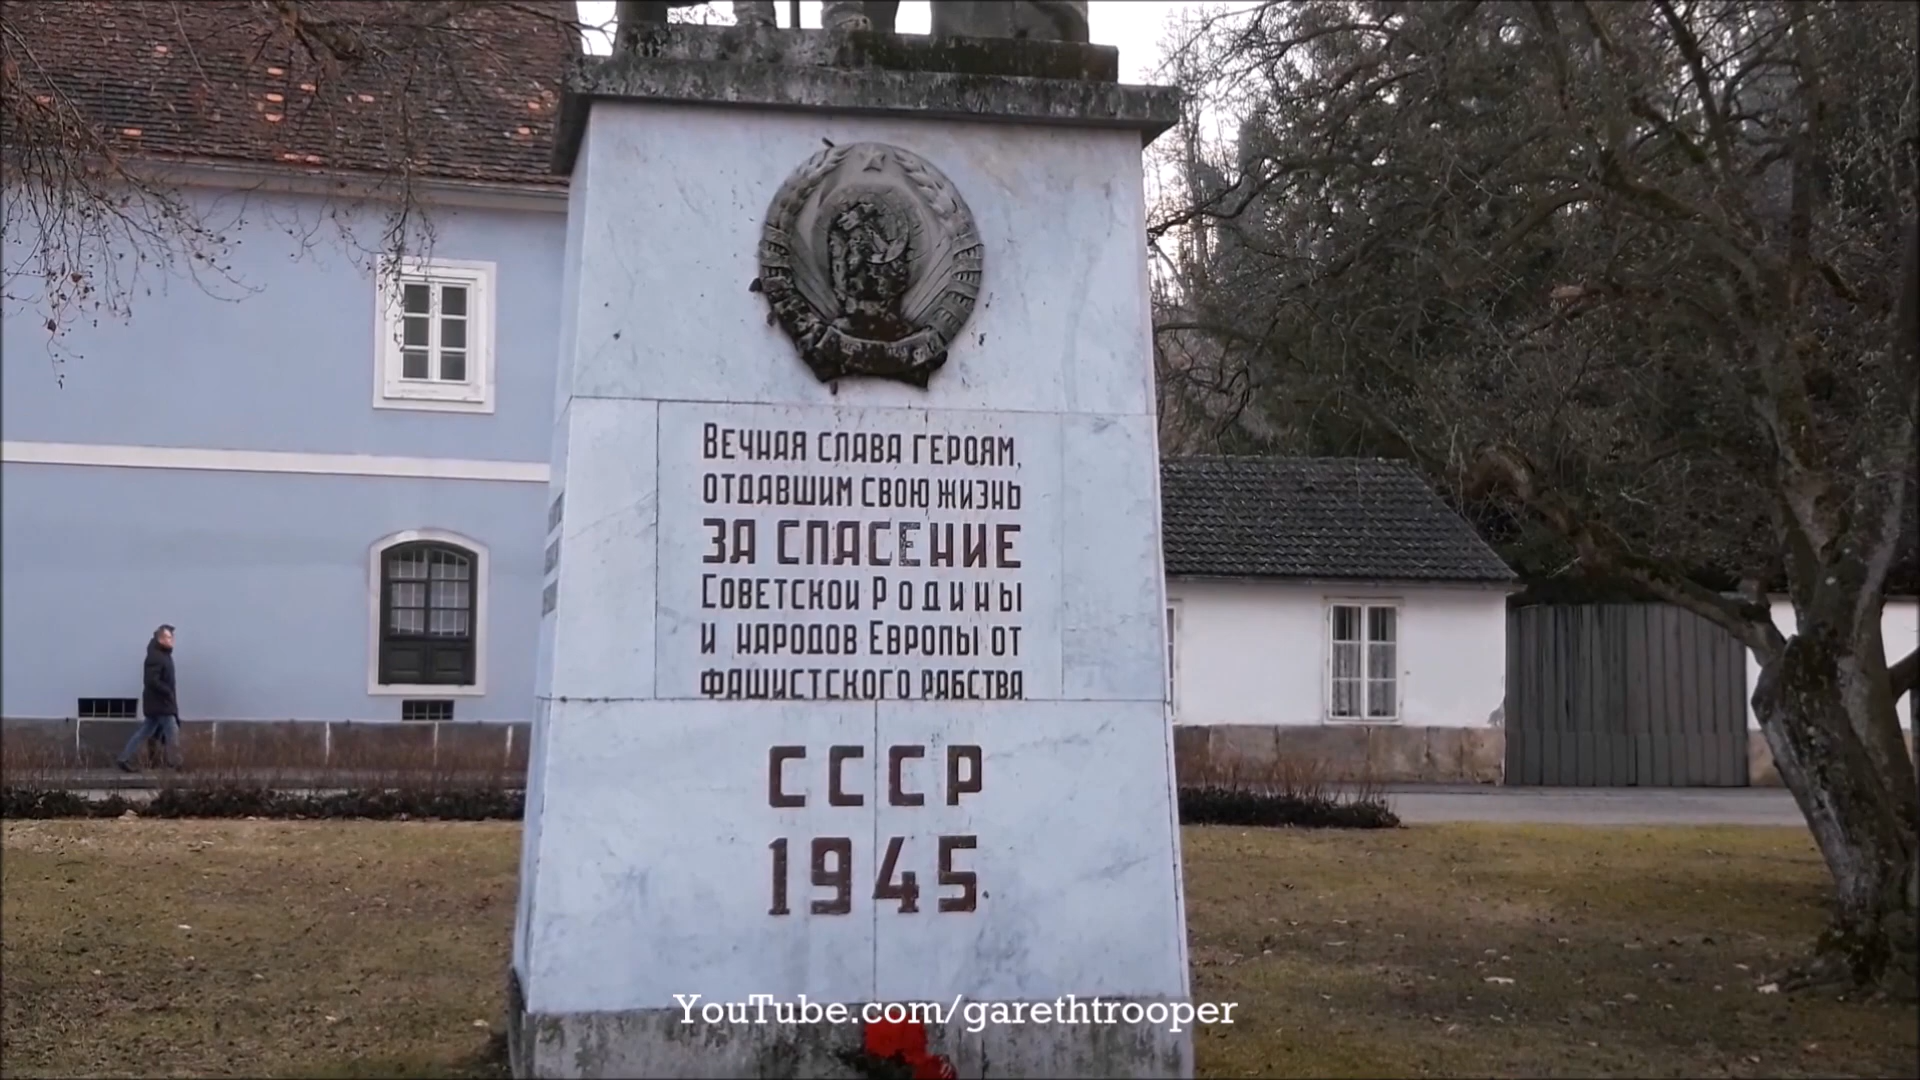 Вечная слава героям,
отдавшим свою жизнь
ЗА СПАСЕНИЕ
Советской Родины
и народов Европы от
фашистского рабства.
СССР
1945.
YouTube.com/garethtrooper